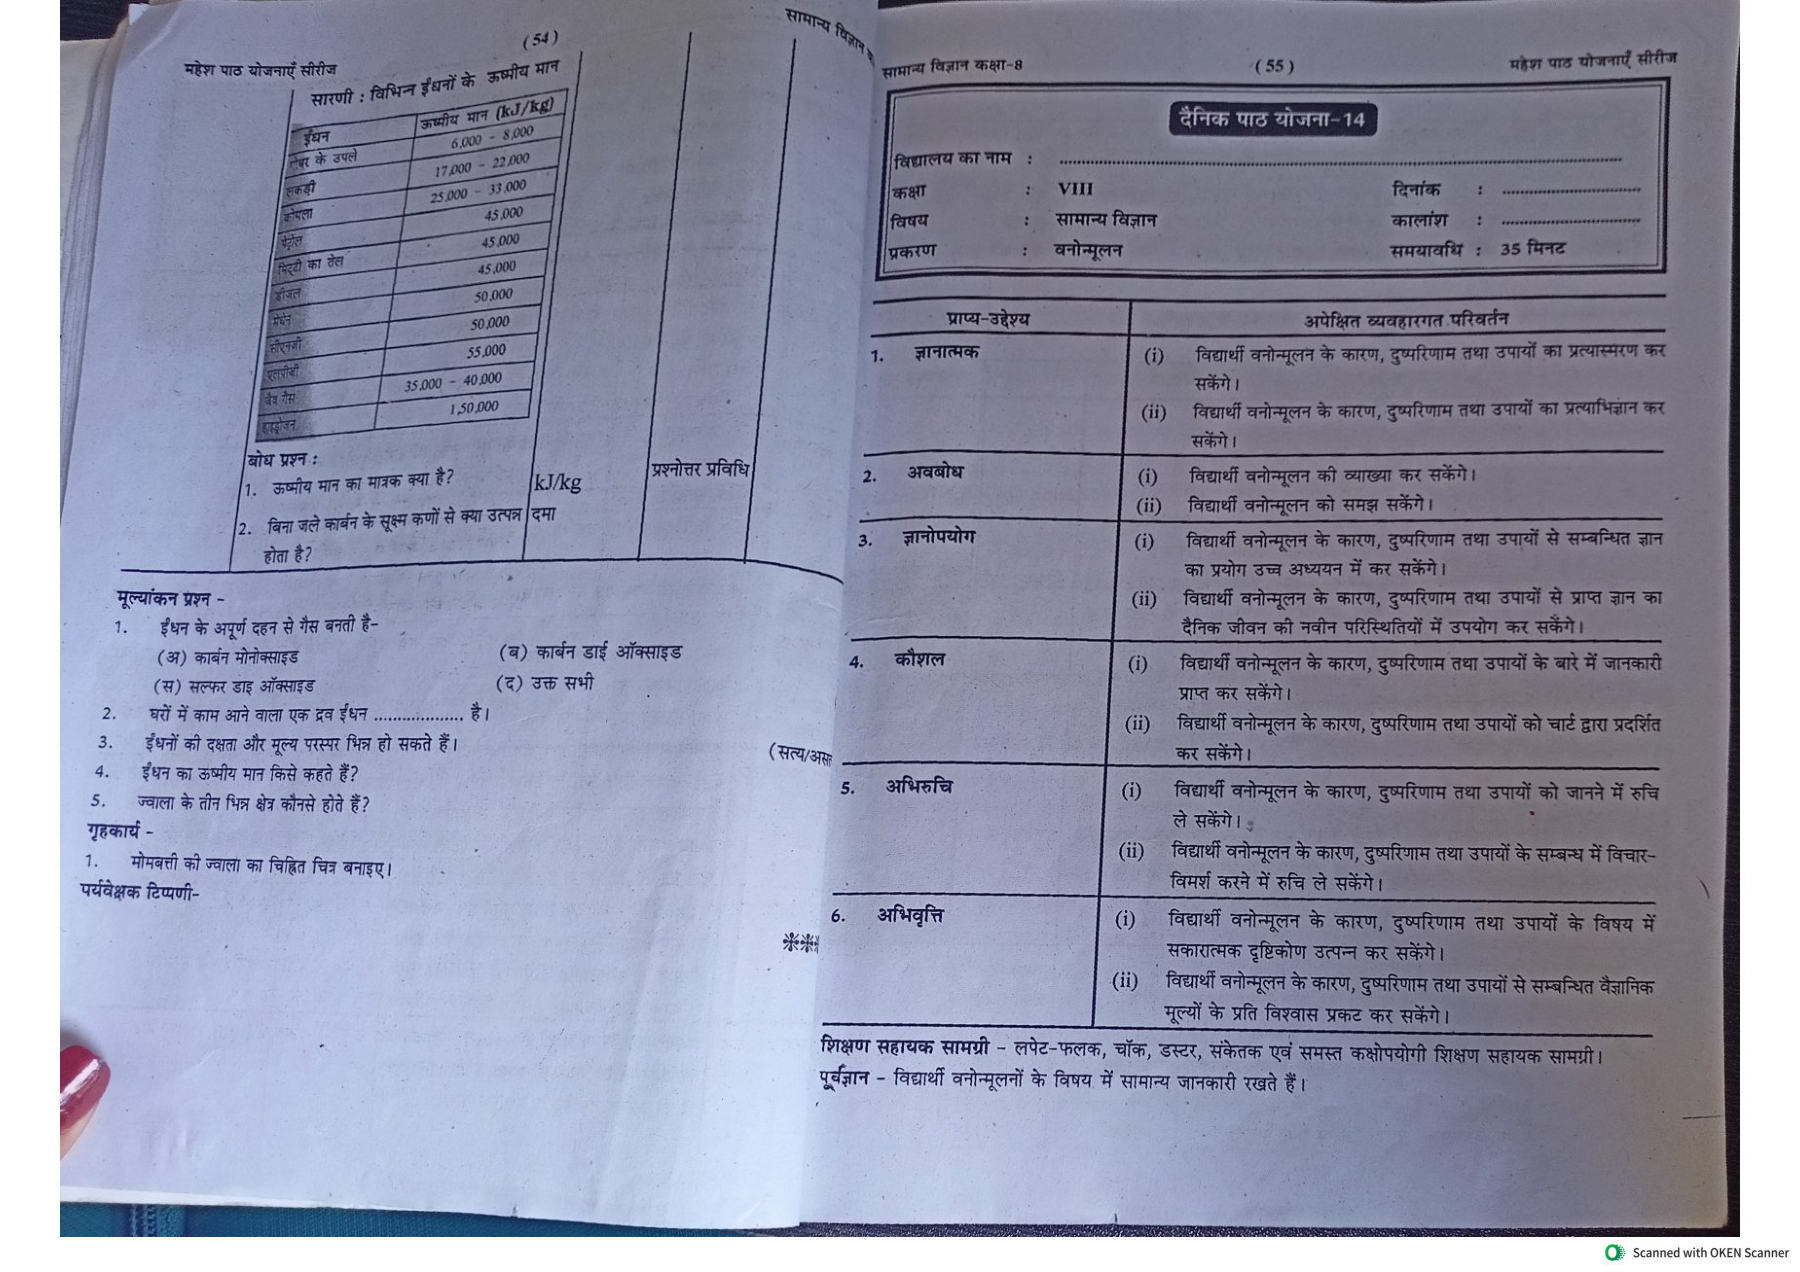 महेश पाठ योजनाएँ सीरीज
(54)
सामान्य विज्ञान
सारणी : विभिन्न ईंधनों के ऊष्मीय मान
ईंधन ऊष्मीय मान (kJ/kg)
गोबर के उपले 6,000 - 8,000
लकड़ी 17,000 - 22,000
कोयला 25,000 - 33,000
पेट्रोल 45,000
मिट्टी का तेल 45,000
डीजल 45,000
मेथेन 50,000
सीएनजी 50,000
एलपीजी 55,000
जैव गैस 35,000 - 40,000
हाइड्रोजन 1,50,000
बोध प्रश्न :
1. ऊष्मीय मान का मात्रक क्या है? kJ/kg प्रश्नोत्तर प्रविधि
2. बिना जले कार्बन के सूक्ष्म कणों से क्या उत्पन्न दमा
होता है?
मूल्यांकन प्रश्न -
1. ईंधन के अपूर्ण दहन से गैस बनती है-
(अ) कार्बन मोनोक्साइड (ब) कार्बन डाई ऑक्साइड
(स) सल्फर डाइ ऑक्साइड (द) उक्त सभी
2. घरों में काम आने वाला एक द्रव ईंधन ................... है।
3. ईंधनों की दक्षता और मूल्य परस्पर भिन्न हो सकते हैं।
(सत्य/अस
4. ईंधन का ऊष्मीय मान किसे कहते हैं?
5. ज्वाला के तीन भिन्न क्षेत्र कौनसे होते हैं?
गृहकार्य -
1. मोमबत्ती की ज्वाला का चिह्नित चित्र बनाइए।
पर्यवेक्षक टिप्पणी-
सामान्य विज्ञान कक्षा-8
(55)
महेश पाठ योजनाएँ सीरीज
दैनिक पाठ योजना-14
विद्यालय का नाम : ........................................
कक्षा : VIII दिनांक : ..............................
विषय : सामान्य विज्ञान कालांश : ..............................
प्रकरण : वनोन्मूलन समयावधि : 35 मिनट
प्राप्य-उद्देश्य अपेक्षित व्यवहारगत परिवर्तन
1. ज्ञानात्मक (i) विद्यार्थी वनोन्मूलन के कारण, दुष्परिणाम तथा उपायों का प्रत्यास्मरण कर
सकेंगे।
(ii) विद्यार्थी वनोन्मूलन के कारण, दुष्परिणाम तथा उपायों का प्रत्याभिज्ञान कर
सकेंगे।
2. अवबोध (i) विद्यार्थी वनोन्मूलन की व्याख्या कर सकेंगे।
(ii) विद्यार्थी वनोन्मूलन को समझ सकेंगे।
3. ज्ञानोपयोग (i) विद्यार्थी वनोन्मूलन के कारण, दुष्परिणाम तथा उपायों से सम्बन्धित ज्ञान
का प्रयोग उच्च अध्ययन में कर सकेंगे।
(ii) विद्यार्थी वनोन्मूलन के कारण, दुष्परिणाम तथा उपायों से प्राप्त ज्ञान का
दैनिक जीवन की नवीन परिस्थितियों में उपयोग कर सकेंगे।
4. कौशल (i) विद्यार्थी वनोन्मूलन के कारण, दुष्परिणाम तथा उपायों के बारे में जानकारी
प्राप्त कर सकेंगे।
(ii) विद्यार्थी वनोन्मूलन के कारण, दुष्परिणाम तथा उपायों को चार्ट द्वारा प्रदर्शित
कर सकेंगे।
5. अभिरुचि (i) विद्यार्थी वनोन्मूलन के कारण, दुष्परिणाम तथा उपायों को जानने में रुचि
ले सकेंगे।
(ii) विद्यार्थी वनोन्मूलन के कारण, दुष्परिणाम तथा उपायों के सम्बन्ध में विचार-
विमर्श करने में रुचि ले सकेंगे।
6. अभिवृत्ति (i) विद्यार्थी वनोन्मूलन के कारण, दुष्परिणाम तथा उपायों के विषय में
सकारात्मक दृष्टिकोण उत्पन्न कर सकेंगे।
(ii) विद्यार्थी वनोन्मूलन के कारण, दुष्परिणाम तथा उपायों से सम्बन्धित वैज्ञानिक
मूल्यों के प्रति विश्वास प्रकट कर सकेंगे।
शिक्षण सहायक सामग्री - लपेट-फलक, चॉक, डस्टर, संकेतक एवं समस्त कक्षोपयोगी शिक्षण सहायक सामग्री।
पूर्वज्ञान - विद्यार्थी वनोन्मूलनों के विषय में सामान्य जानकारी रखते हैं।
Scanned with OKEN Scanner